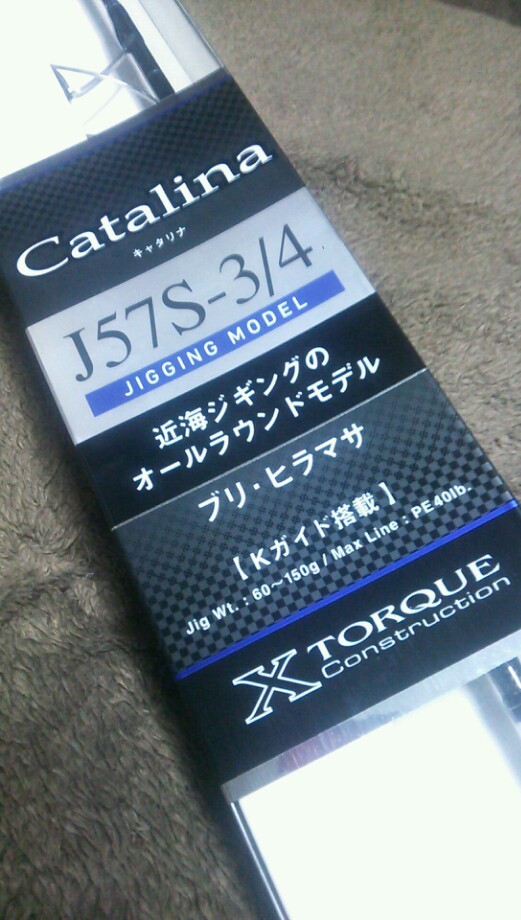 Catalina
キャタリナ
J57S-3/4
JIGGING MODEL
近海ジギングの
オールラウンドモデル
ブリ・ヒラマサ
【Kガイド搭載】
Jig Wt. : 60～150g / Max Line : PE40lb.
X TORQUE
Construction